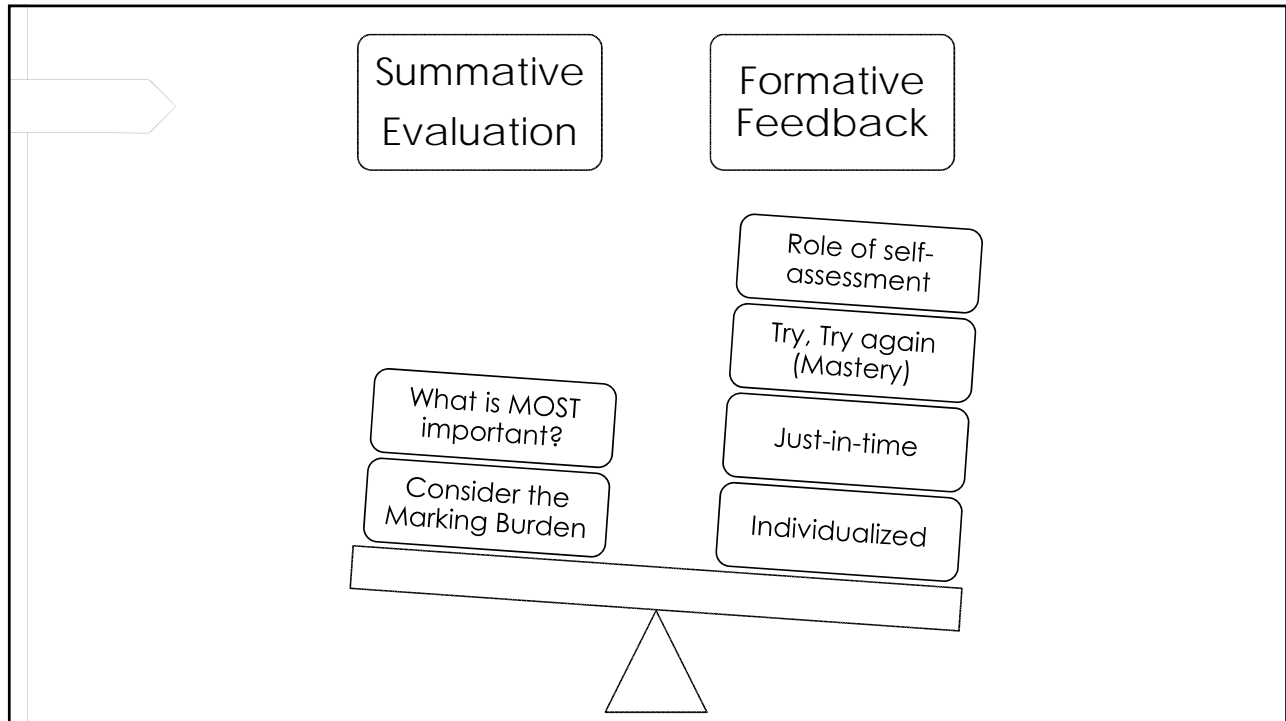 Summative
Evaluation
Formative
Feedback
What is MOST
important?
Consider the
Marking Burden
Role of self-
assessment
Try, Try again
(Mastery)
Just-in-time
Individualized